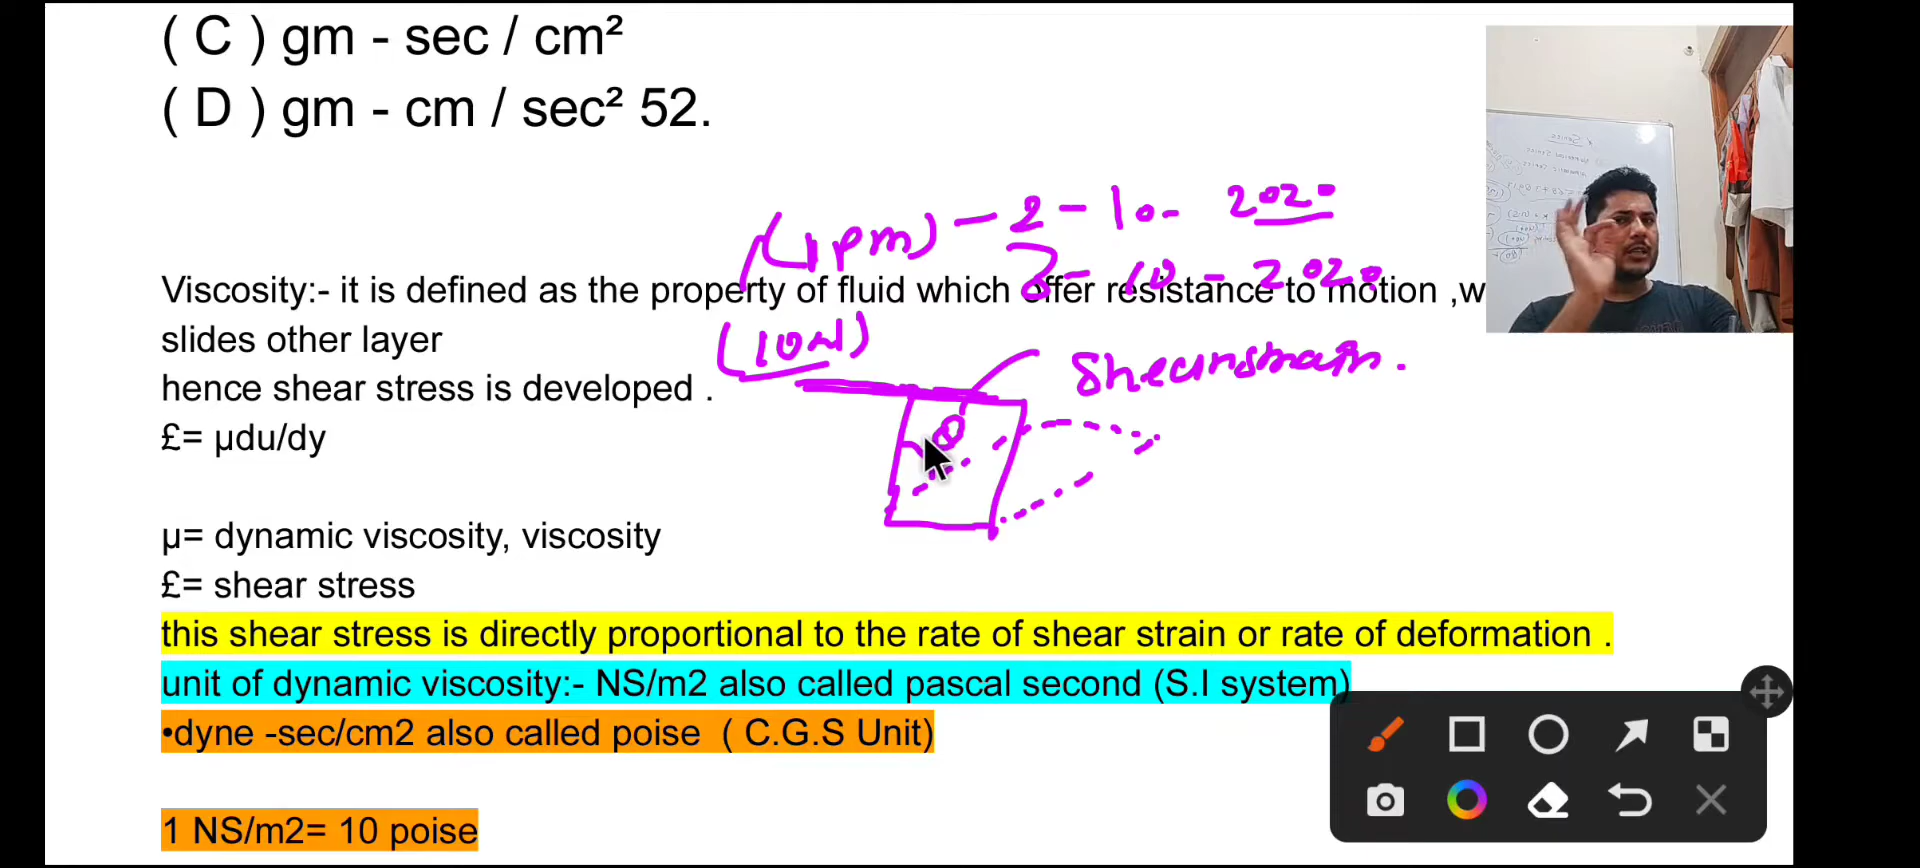 ( C ) gm - sec / cm²
( D ) gm - cm / sec² 52.
(1pm) - 2 - 10 - 2020
3 - 10 - 2020
Viscosity:- it is defined as the property of fluid which offer resistance to motion ,w
slides other layer
(10N)
Shearstrain.
hence shear stress is developed .
£= µdu/dy
µ= dynamic viscosity, viscosity
£= shear stress
this shear stress is directly proportional to the rate of shear strain or rate of deformation .
unit of dynamic viscosity:- NS/m2 also called pascal second (S.I system)
•dyne -sec/cm2 also called poise ( C.G.S Unit)
1 NS/m2= 10 poise